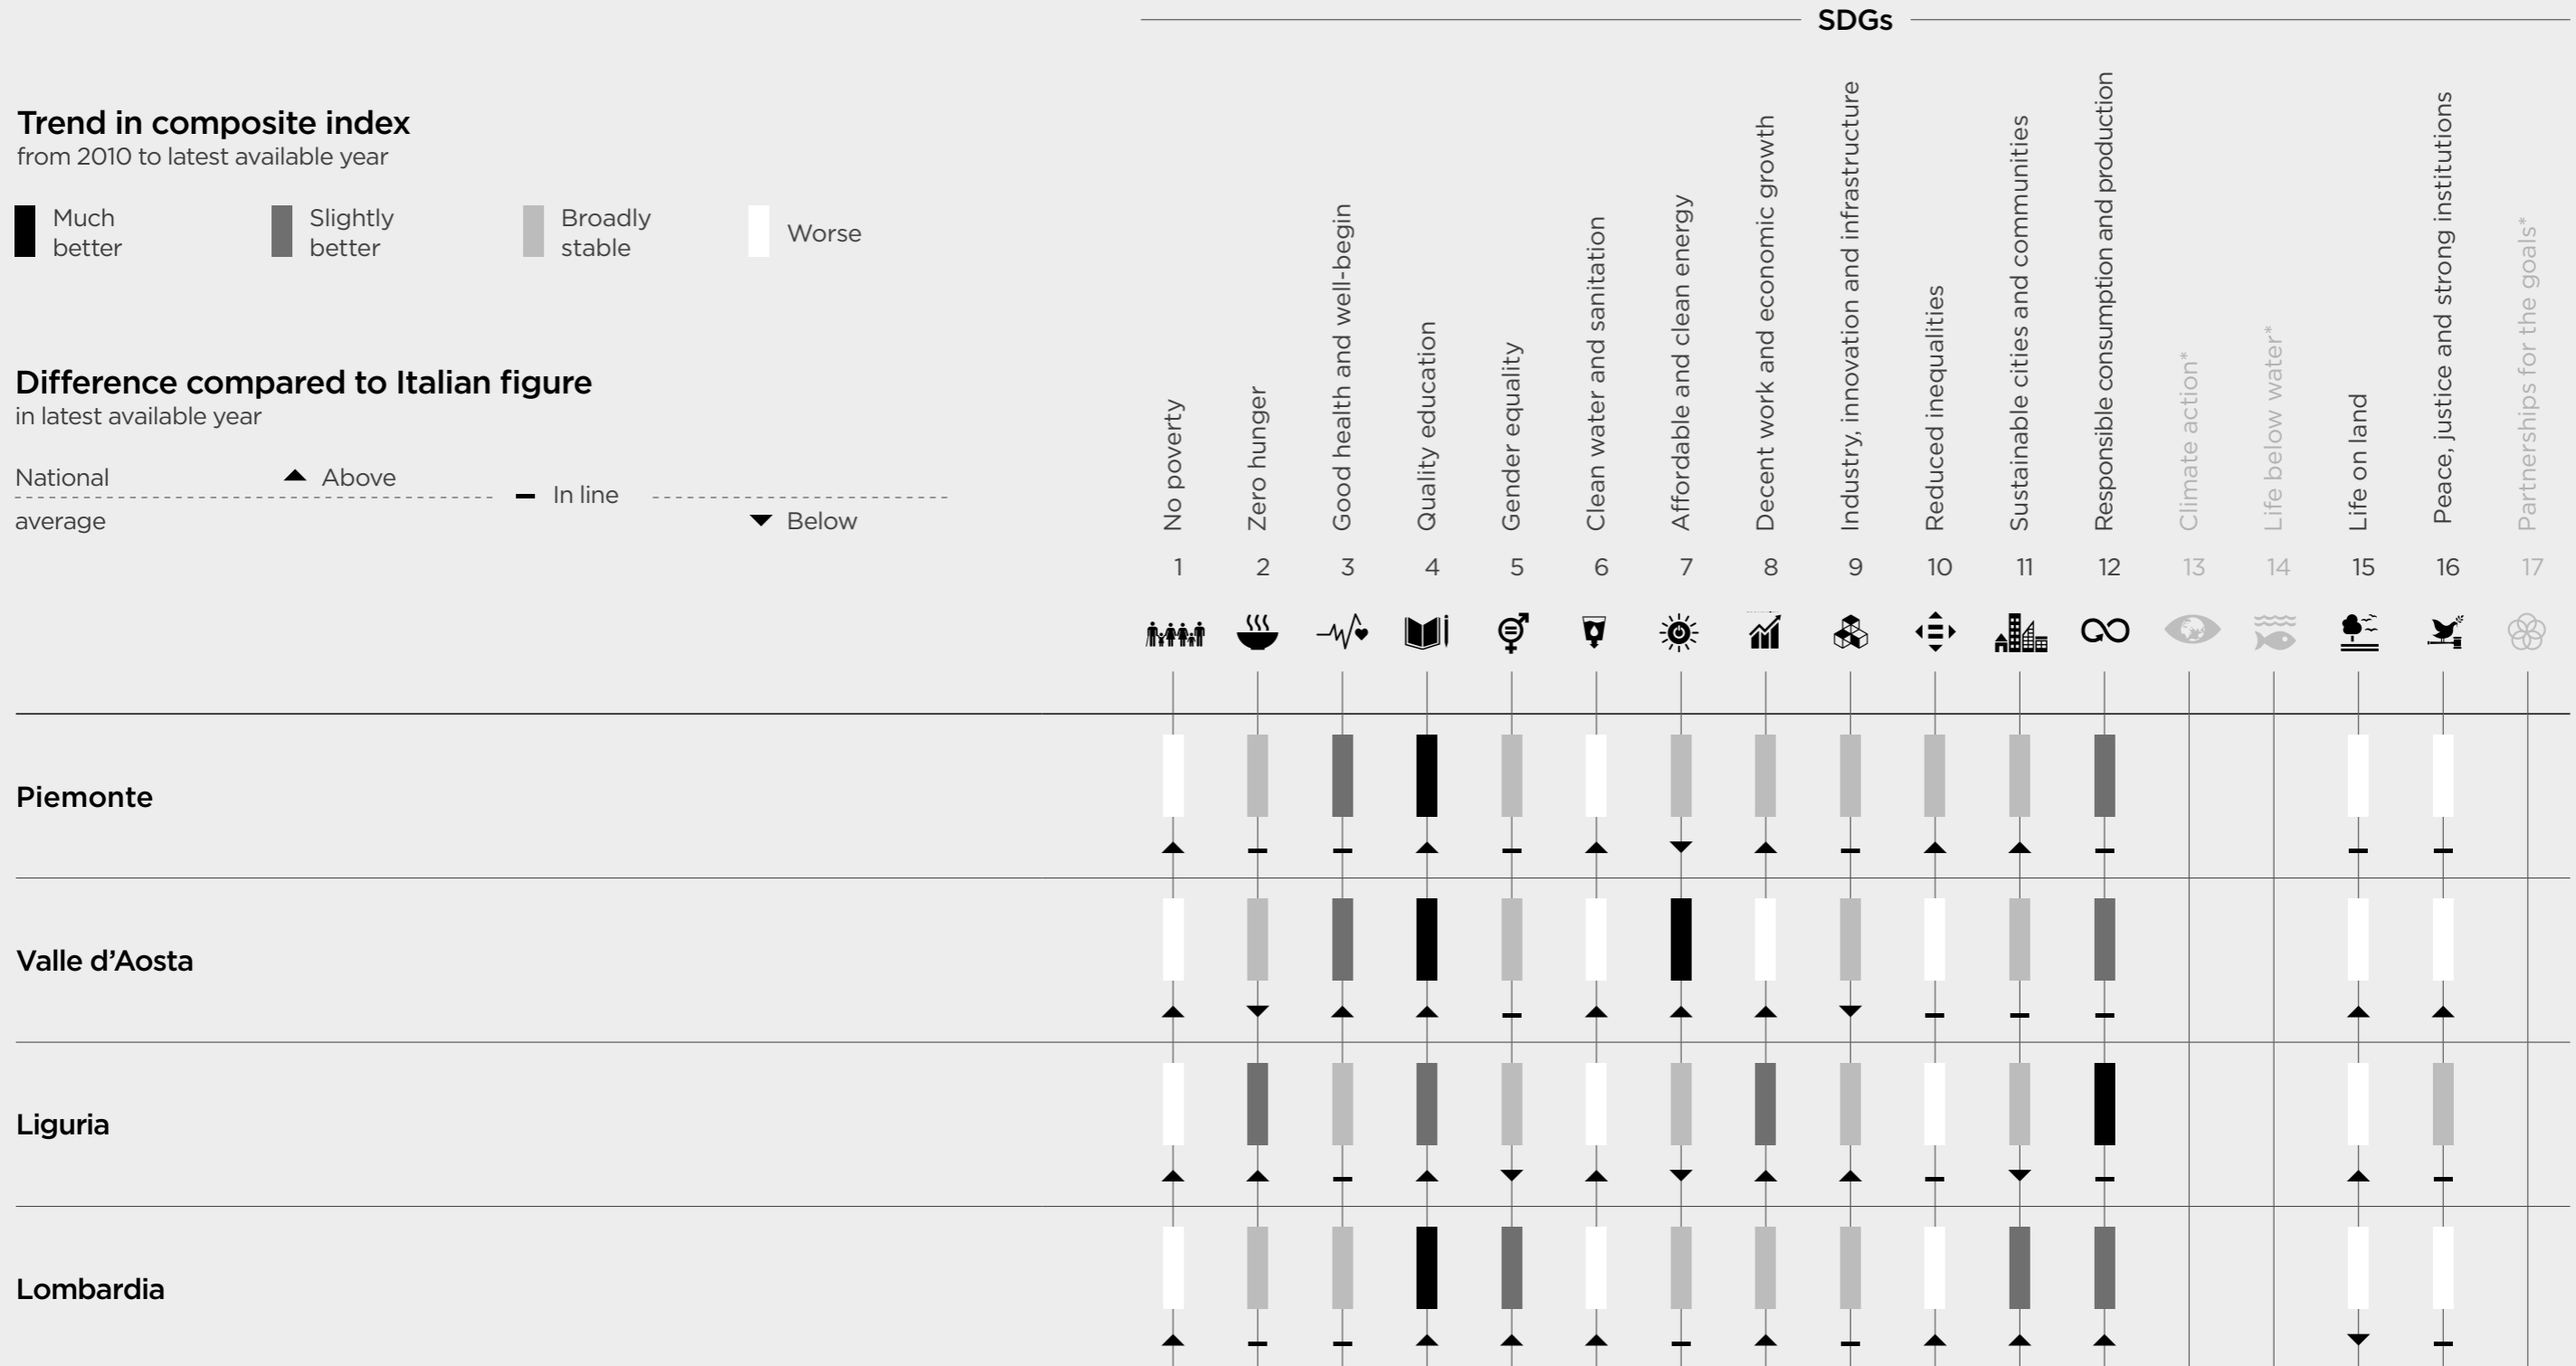 SDGs
Trend in composite index
from 2010 to latest available year
Much
better
Slightly
better
Broadly
stable
Worse
Difference compared to Italian figure
in latest available year
National
average
Above
In line
Below
No poverty
Zero hunger
Good health and well-begin
Quality education
Gender equality
Clean water and sanitation
Affordable and clean energy
Decent work and economic growth
Industry, innovation and infrastructure
Reduced inequalities
Sustainable cities and communities
Responsible consumption and production
Climate action*
Life below water*
Life on land
Peace, justice and strong institutions
Partnerships for the goals*
1 2 3 4 5 6 7 8 9 10 11 12 13 14 15 16 17
Piemonte
Valle d’Aosta
Liguria
Lombardia